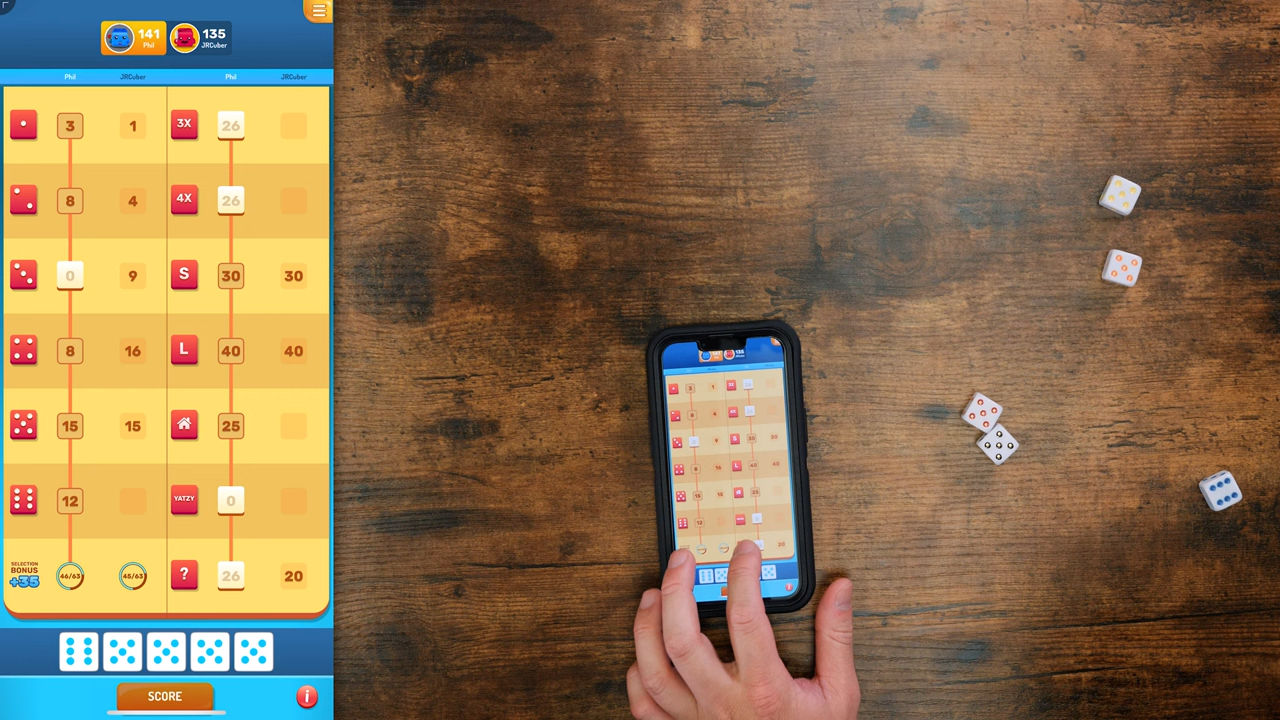 141
Phil
135
JRCuber
Phil JRCuber Phil JRCuber
3 1 3X 26
8 4 4X 26
0 9 S 30 30
8 16 L 40 40
15 15 25
12 YATZY 0
SELECTION
BONUS
+35 46/63 45/63 ? 26 20
SCORE
i